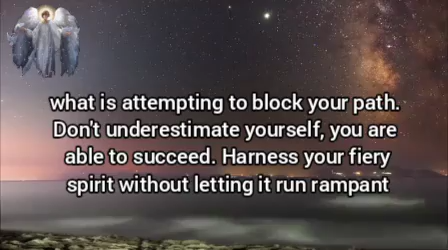 what is attempting to block your path.
Don't underestimate yourself, you are
able to succeed. Harness your fiery
spirit without letting it run rampant